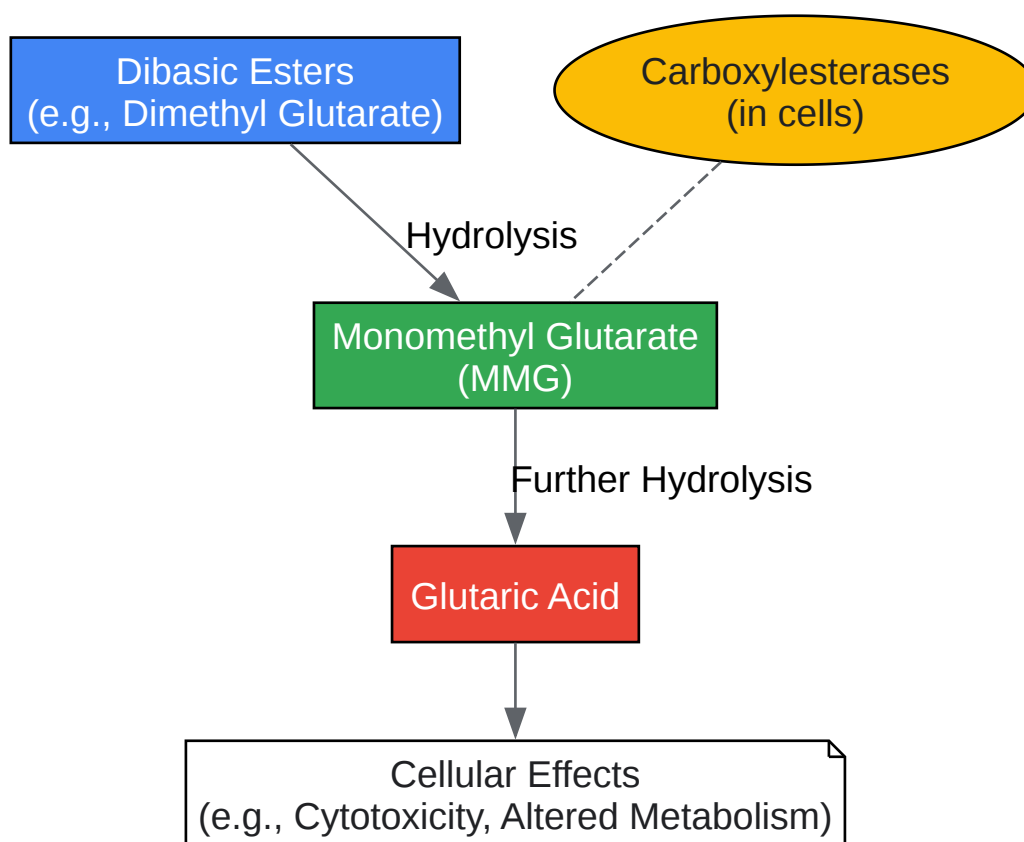 Dibasic Esters
(e.g., Dimethyl Glutarate)
Carboxylesterases
(in cells)
Hydrolysis
Monomethyl Glutarate
(MMG)
Further Hydrolysis
Glutaric Acid
Cellular Effects
(e.g., Cytotoxicity, Altered Metabolism)